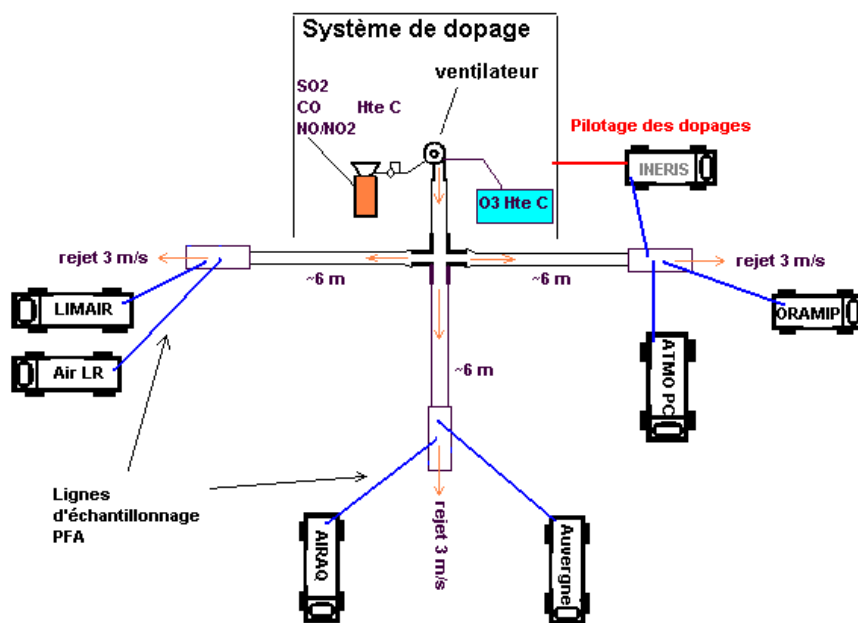 Système de dopage
ventilateur
SO2
CO Hte C
NO/NO2
Pilotage des dopages
INERIS
O3 Hte C
rejet 3 m/s
~6 m
~6 m
rejet 3 m/s
LIMAIR
ORAMIP
Air LR
ATMO PC
~6 m
Lignes
d'échantillonnage
PFA
AIRAQ
rejet 3 m/s
Auvergne